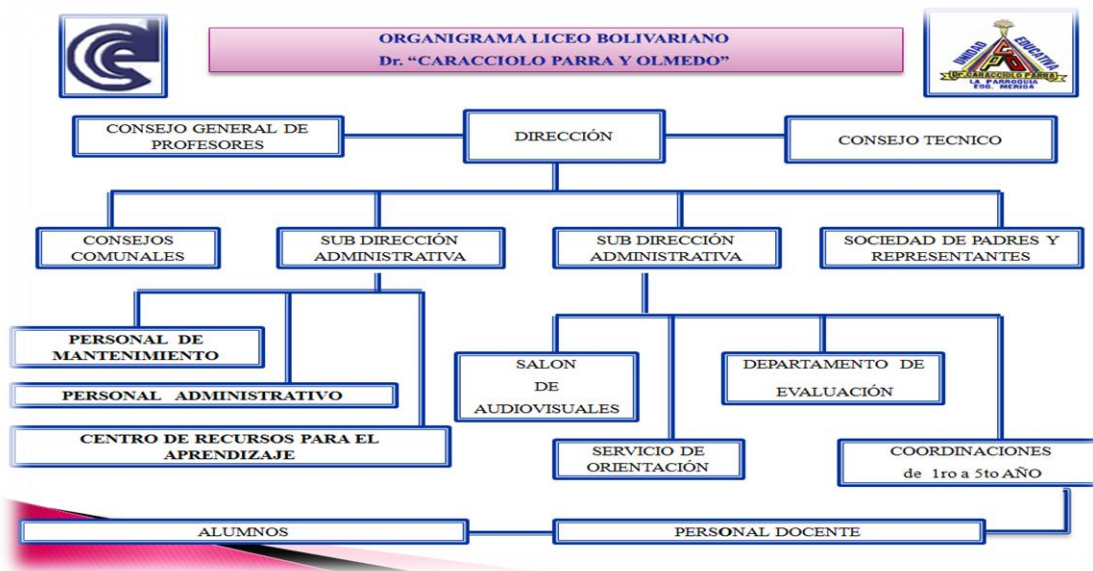 ORGANIGRAMA LICEO BOLIVARIANO
Dr. “CARACCIOLO PARRA Y OLMEDO”
UNIDAD EDUCATIVA
CPO
Dr CARACCIOLO PARRA
LA PARROQUIA
EDO. MERIDA
CONSEJO GENERAL DE
PROFESORES
DIRECCIÓN
CONSEJO TECNICO
CONSEJOS
COMUNALES
SUB DIRECCIÓN
ADMINISTRATIVA
SUB DIRECCIÓN
ADMINISTRATIVA
SOCIEDAD DE PADRES Y
REPRESENTANTES
PERSONAL DE
MANTENIMIENTO
PERSONAL ADMINISTRATIVO
CENTRO DE RECURSOS PARA EL
APRENDIZAJE
SALON
DE
AUDIOVISUALES
DEPARTAMENTO DE
EVALUACIÓN
SERVICIO DE
ORIENTACIÓN
COORDINACIONES
de 1ro a 5to AÑO
ALUMNOS
PERSONAL DOCENTE